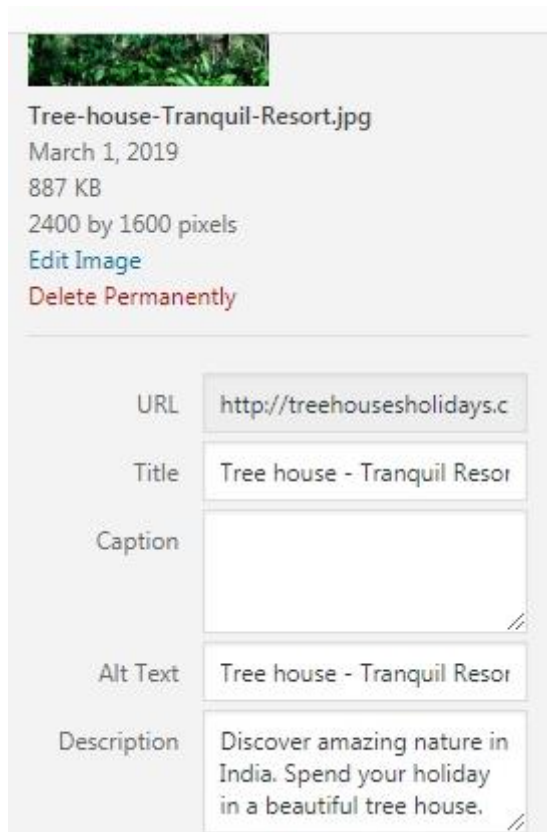 Tree-house-Tranquil-Resort.jpg
March 1, 2019
887 KB
2400 by 1600 pixels
Edit Image
Delete Permanently
URL http://treehousesholidays.c
Title Tree house - Tranquil Resor
Caption
Alt Text Tree house - Tranquil Resor
Description Discover amazing nature in
India. Spend your holiday
in a beautiful tree house.